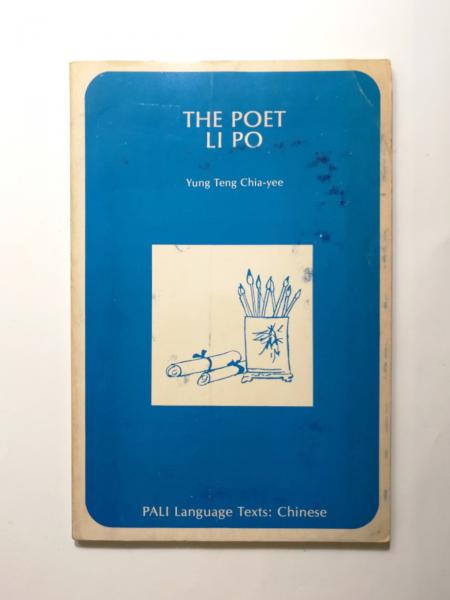 THE POET
LI PO
Yung Teng Chia-yee
PALI Language Texts: Chinese